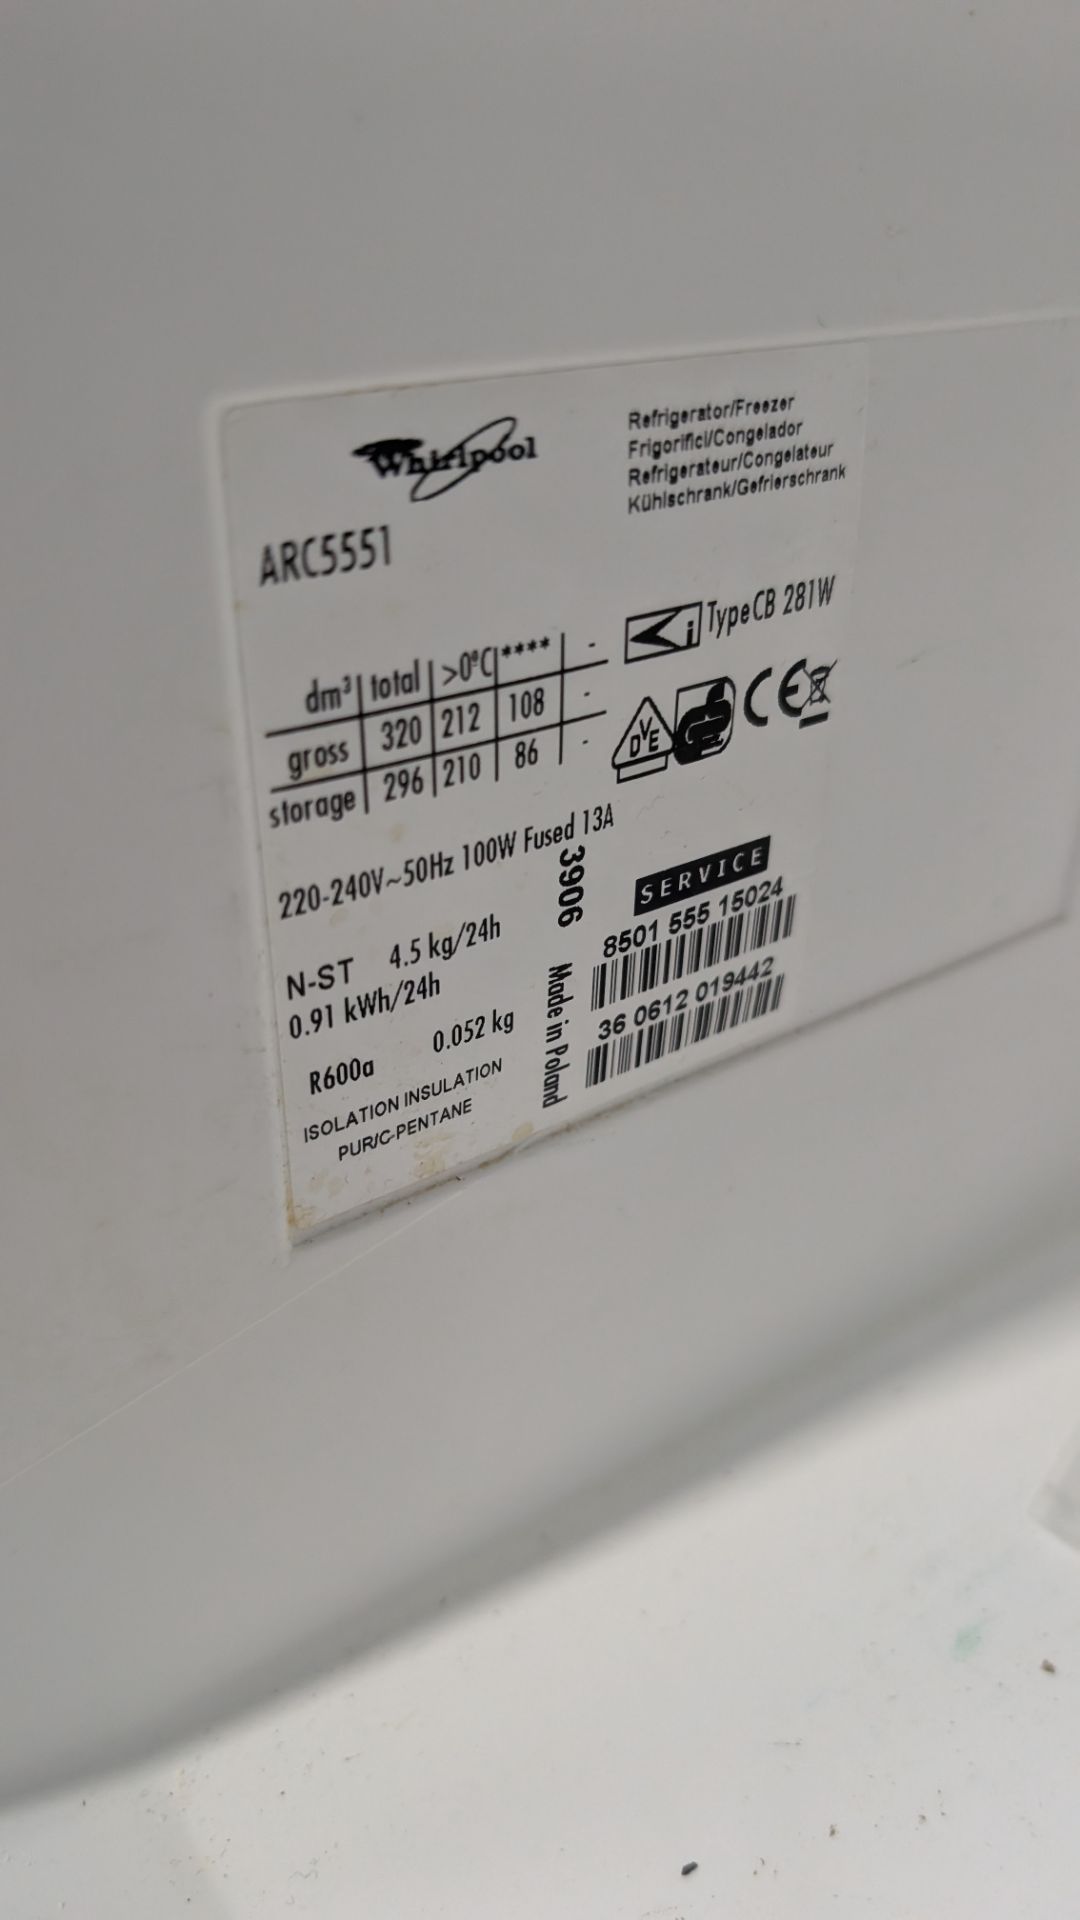 Whirlpool
Refrigerator/Freezer
Frigorifici/Congelador
Refrigerateur/Congelateur
Kühlschrank/Gefrierschrank
ARC5551
i Type CB 281W
dm³ total >0°C **** -
gross 320 212 108 -
storage 296 210 86 -
DVE CE
220-240V~50Hz 100W Fused 13A
3906 Made in Poland
SERVICE
8501 555 15024
36 0612 019442
N-ST 4.5 kg/24h
0.91 kWh/24h
R600a 0.052 kg
ISOLATION INSULATION
PUR/C-PENTANE